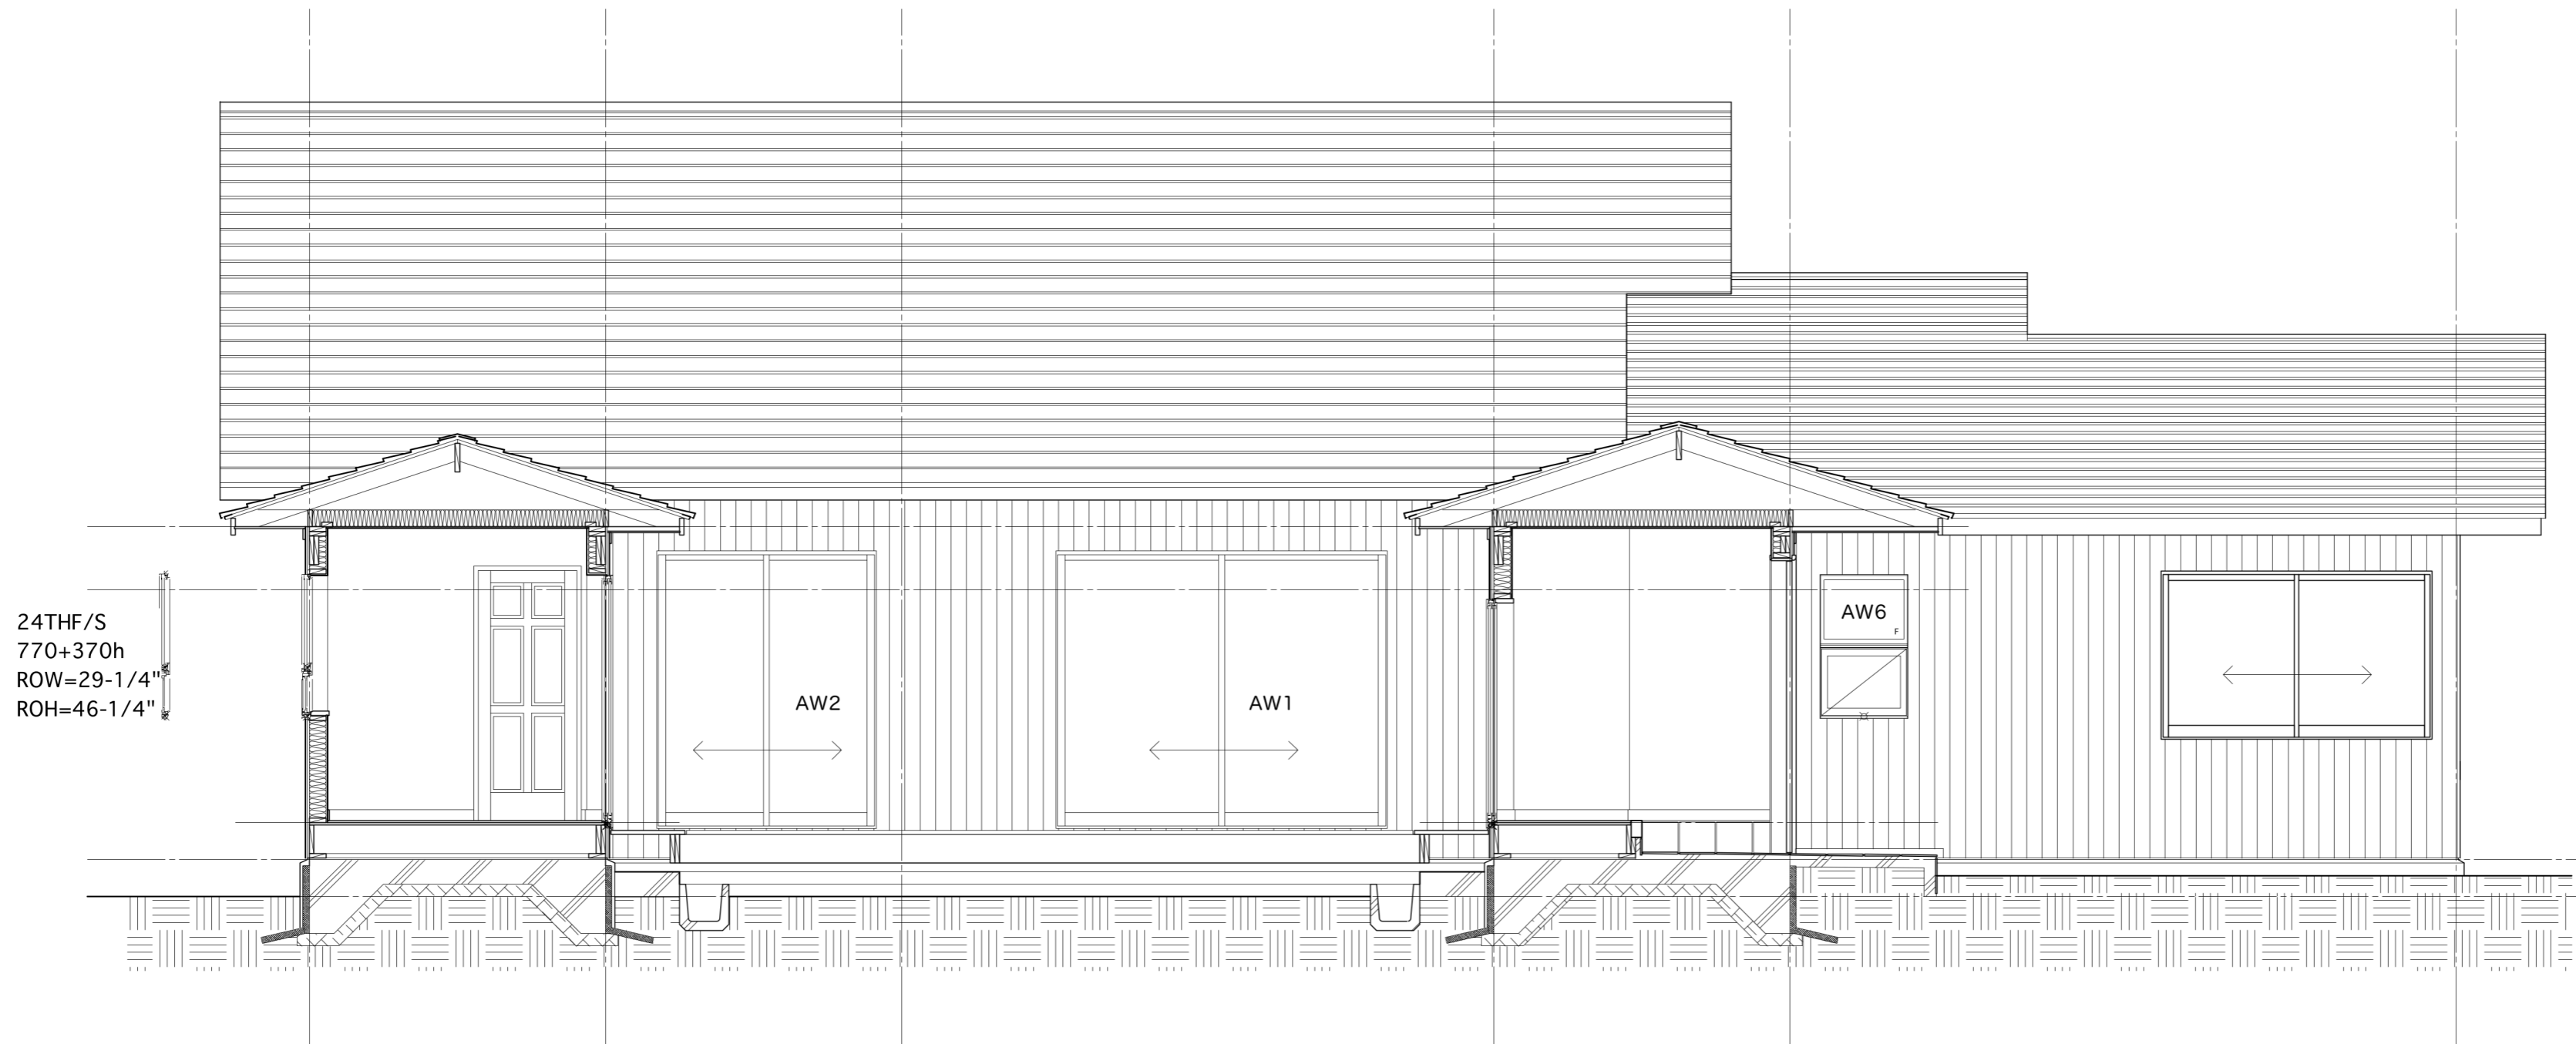 24THF/S
770+370h
ROW=29-1/4"
ROH=46-1/4"
AW2
AW1
AW6
F